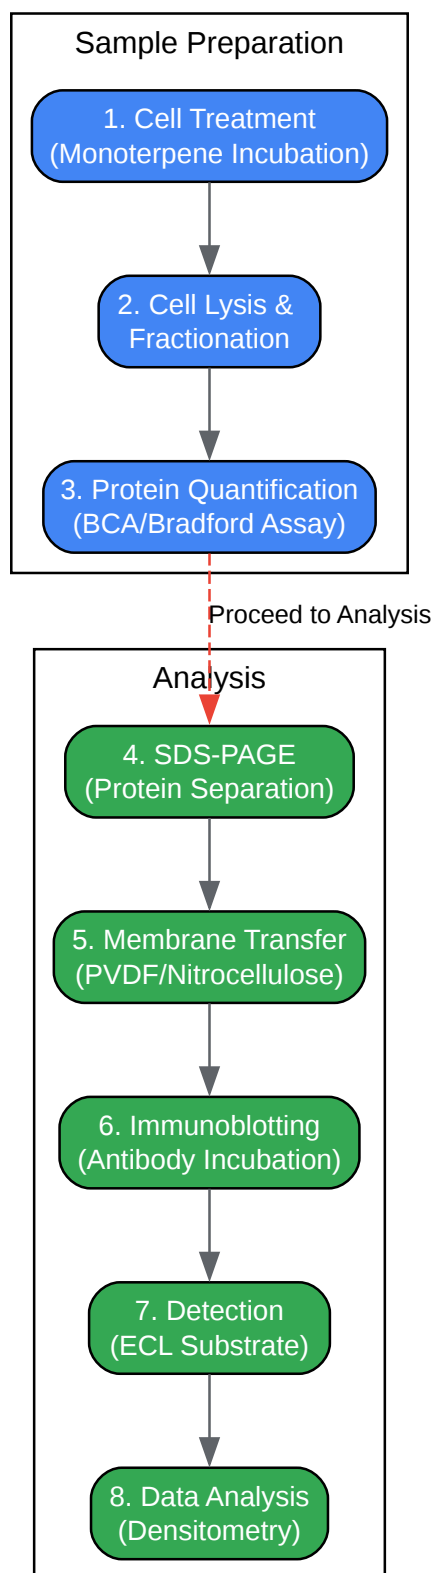 Sample Preparation
1. Cell Treatment
(Monoterpene Incubation)
2. Cell Lysis &
Fractionation
3. Protein Quantification
(BCA/Bradford Assay)
Proceed to Analysis
Analysis
4. SDS-PAGE
(Protein Separation)
5. Membrane Transfer
(PVDF/Nitrocellulose)
6. Immunoblotting
(Antibody Incubation)
7. Detection
(ECL Substrate)
8. Data Analysis
(Densitometry)